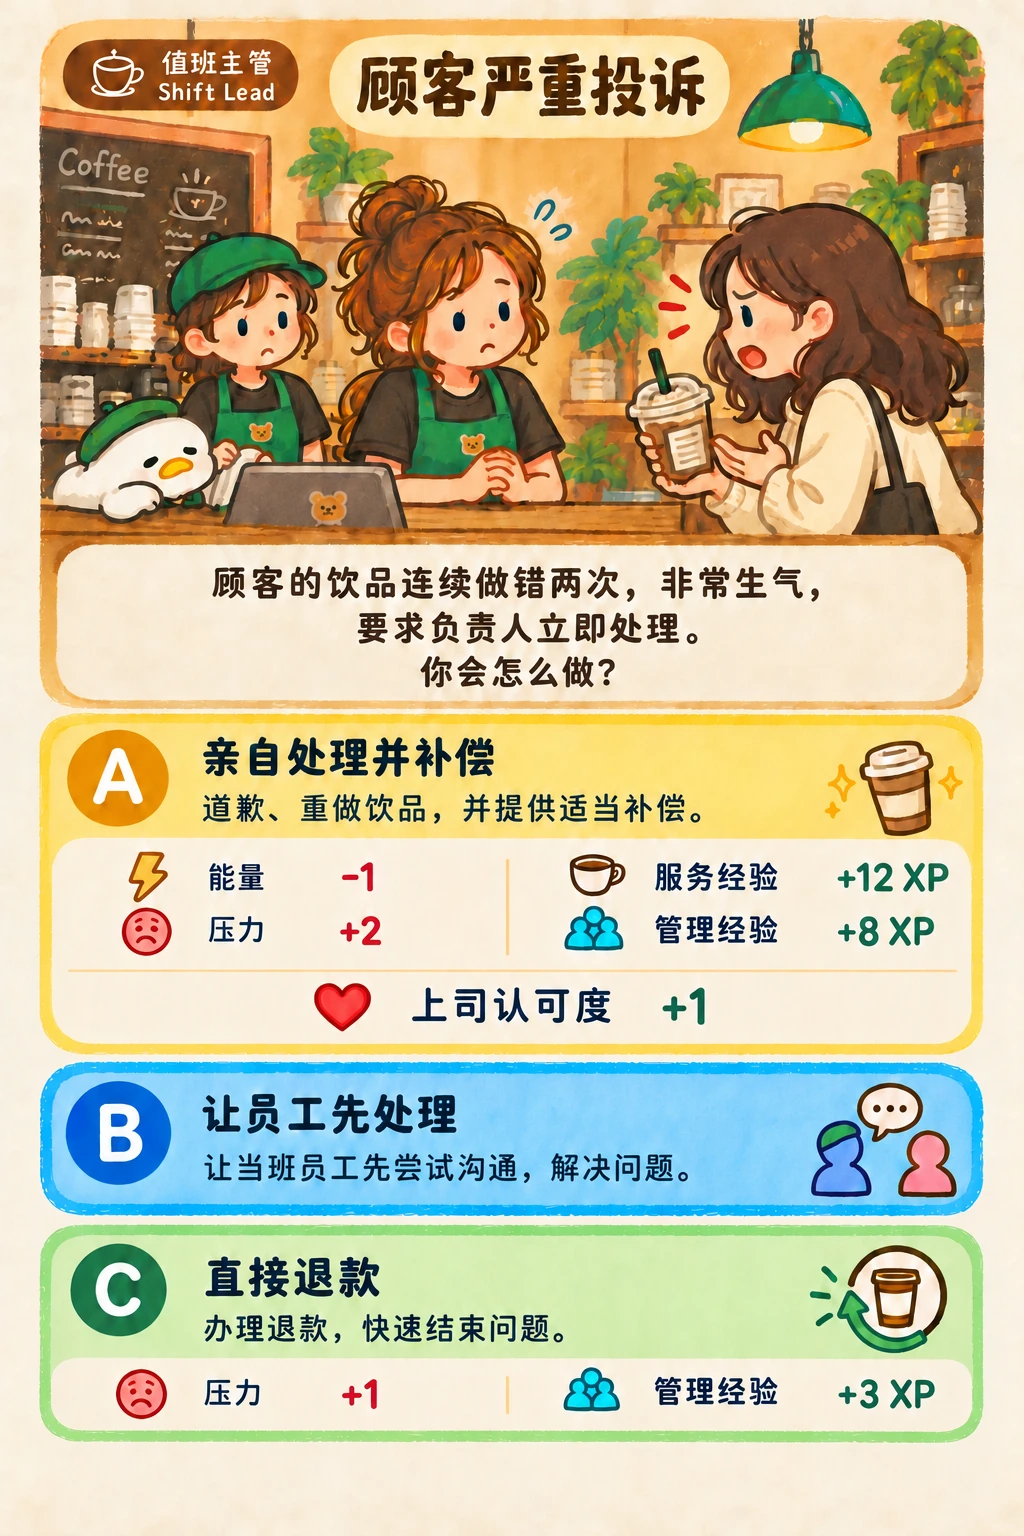 值班主管
Shift Lead
顾客严重投诉
Coffee
顾客的饮品连续做错两次，非常生气，
要求负责人立即处理。
你会怎么做？
A
亲自处理并补偿
道歉、重做饮品，并提供适当补偿。
能量 -1
服务经验 +12 XP
压力 +2
管理经验 +8 XP
上司认可度 +1
B
让员工先处理
让当班员工先尝试沟通，解决问题。
C
直接退款
办理退款，快速结束问题。
压力 +1
管理经验 +3 XP